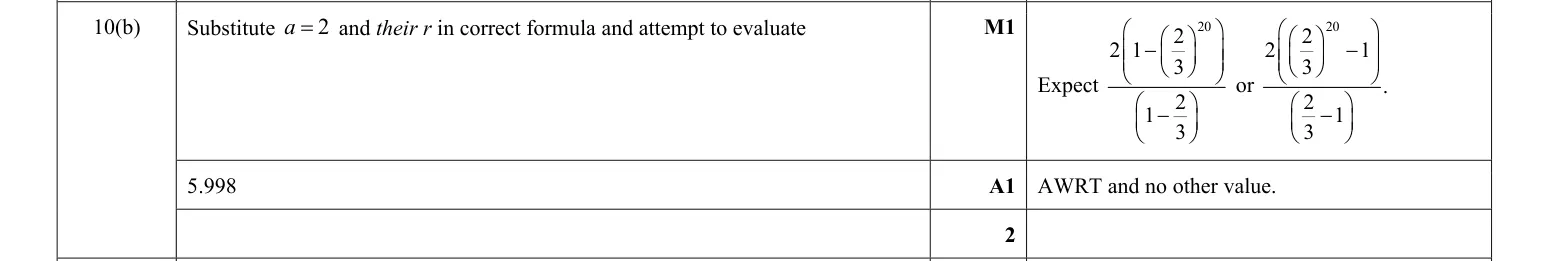 10(b) Substitute a = 2 and their r in correct formula and attempt to evaluate M1 Expect 2(1−(2/3)^20)/(1−2/3) or 2((2/3)^20−1)/(2/3−1).
5.998 A1 AWRT and no other value.
2